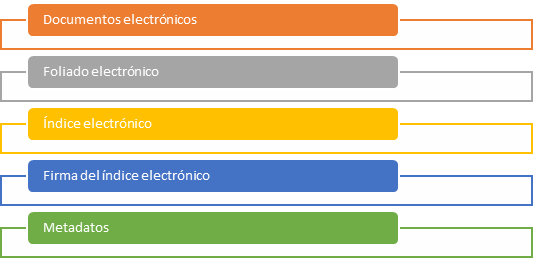 Documentos electrónicos
Foliado electrónico
Índice electrónico
Firma del índice electrónico
Metadatos